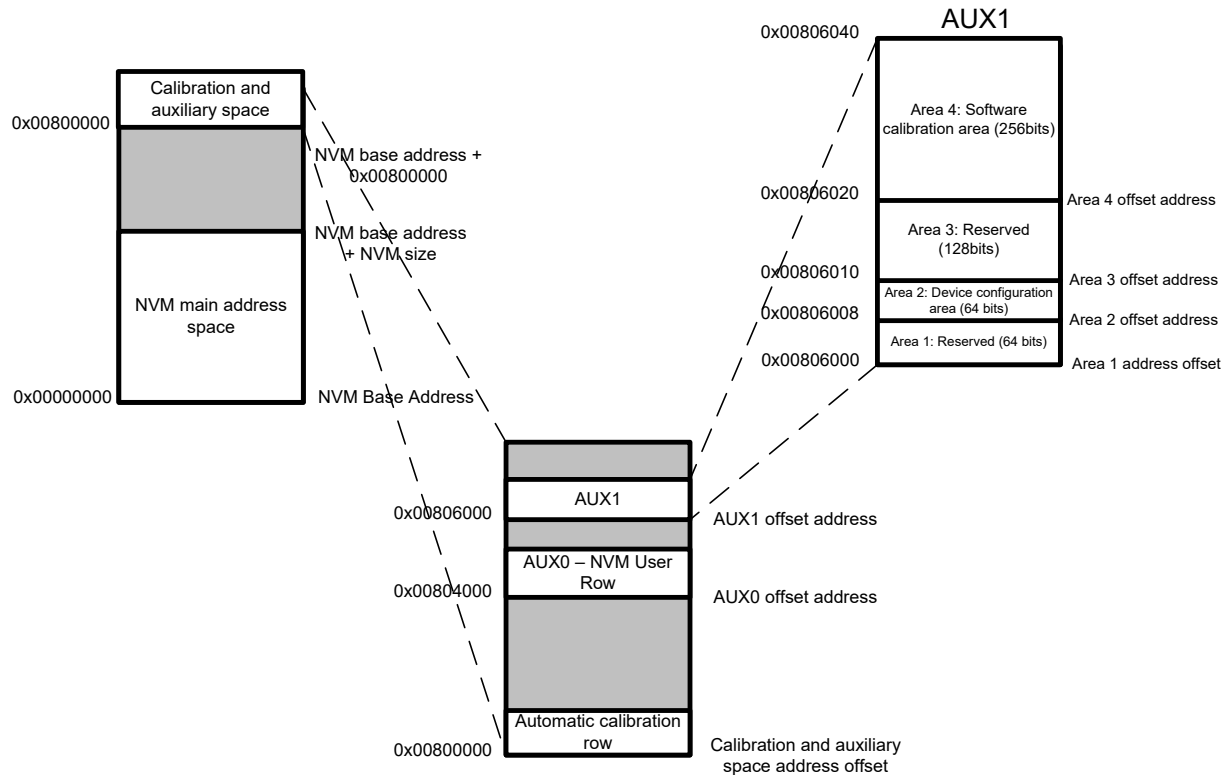 Calibration and
auxiliary space
0x00800000
NVM base address +
0x00800000
NVM base address
+ NVM size
NVM main address
space
0x00000000
NVM Base Address
AUX1
0x00806040
Area 4: Software
calibration area (256bits)
0x00806020
Area 4 offset address
Area 3: Reserved
(128bits)
0x00806010
Area 3 offset address
Area 2: Device configuration
area (64 bits)
0x00806008
Area 2 offset address
Area 1: Reserved (64 bits)
0x00806000
Area 1 address offset
AUX1
0x00806000
AUX1 offset address
AUX0 – NVM User
Row
0x00804000
AUX0 offset address
Automatic calibration
row
0x00800000
Calibration and auxiliary
space address offset